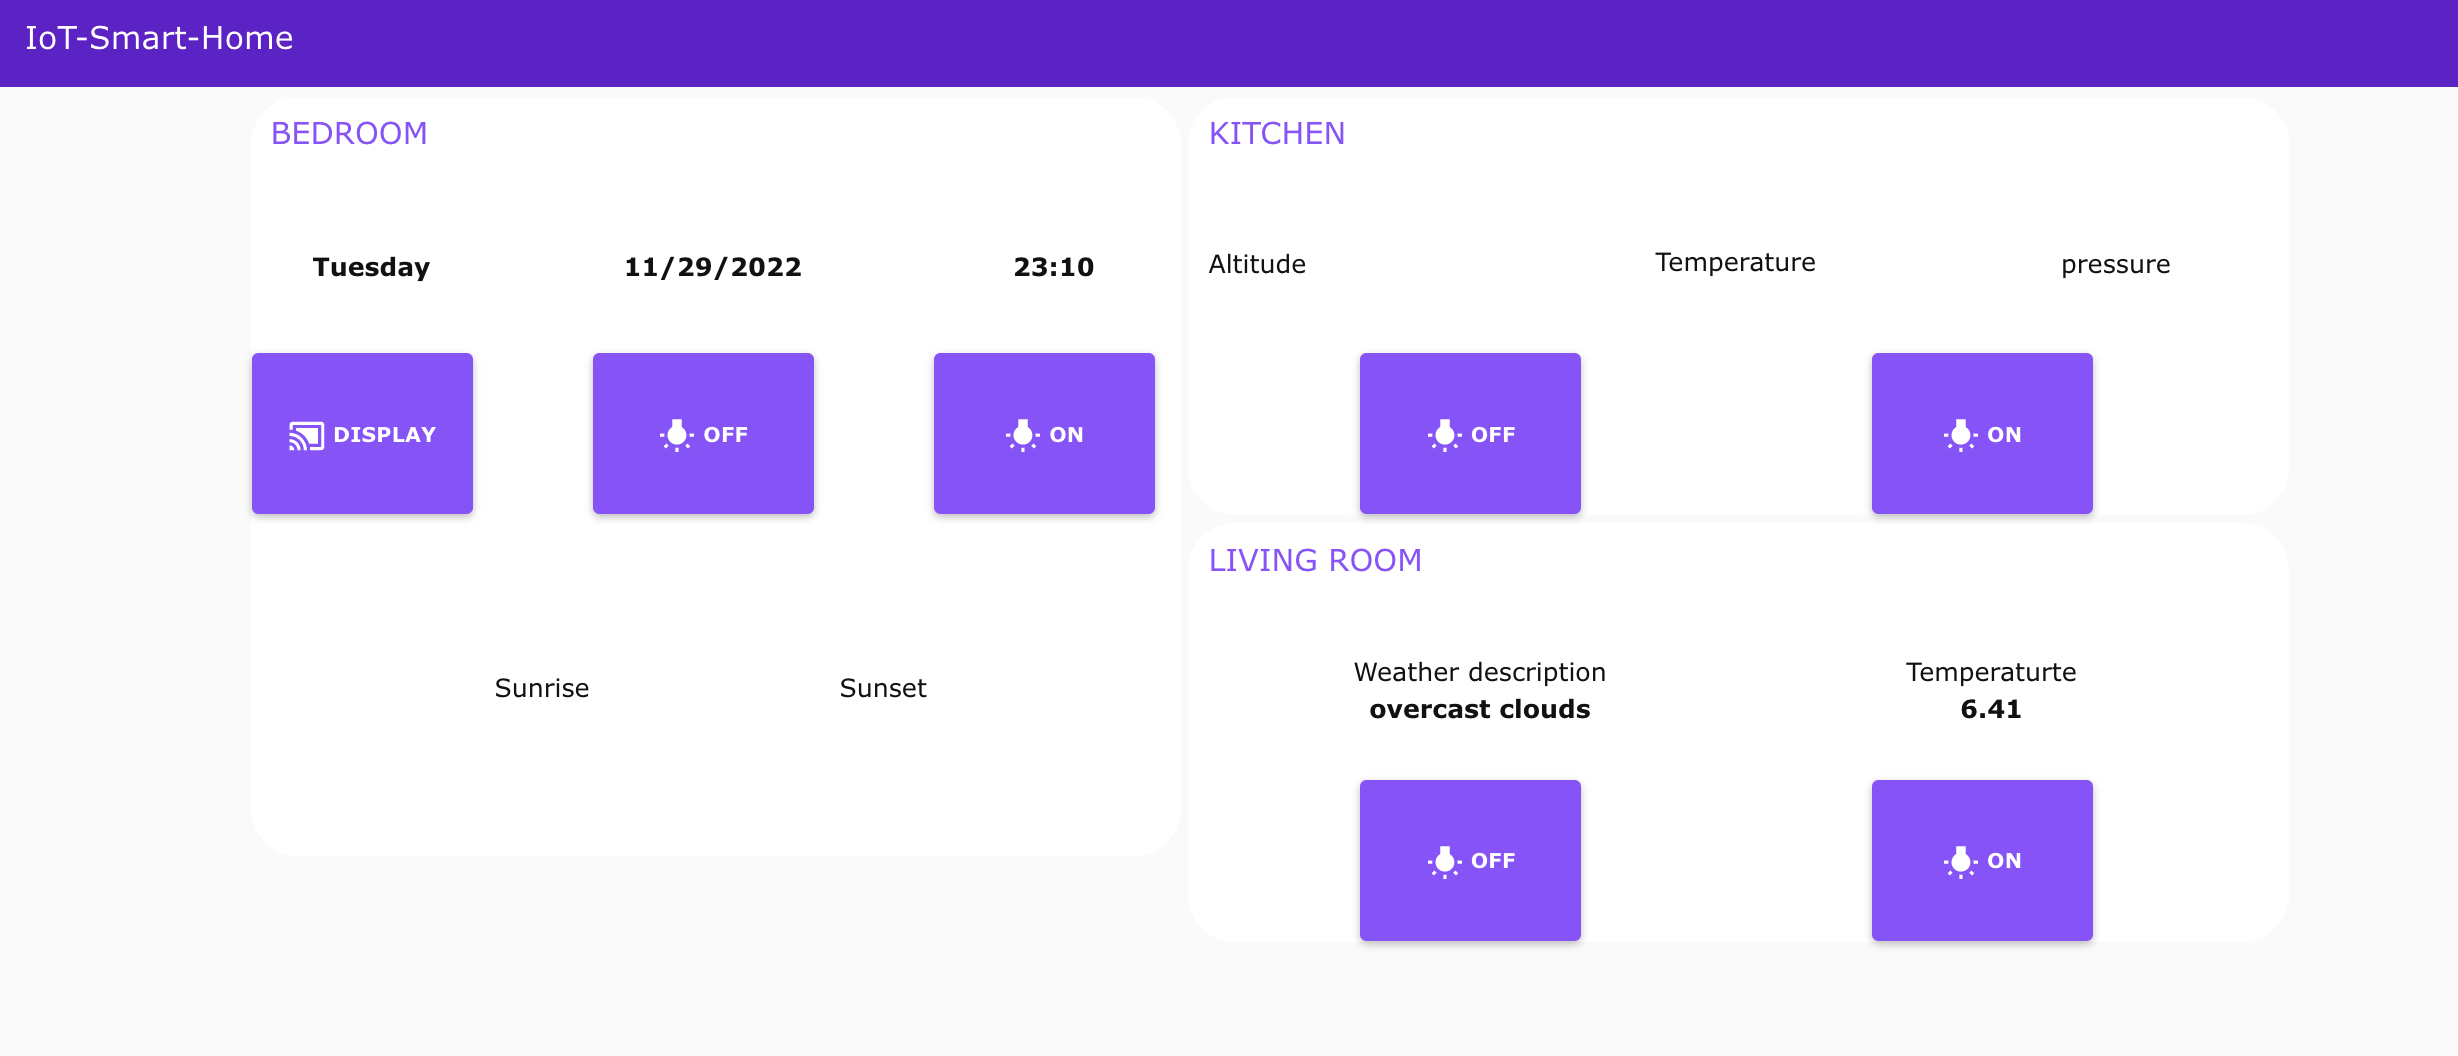 IoT-Smart-Home
BEDROOM
Tuesday 11/29/2022 23:10
DISPLAY OFF ON
Sunrise Sunset
KITCHEN
Altitude Temperature pressure
OFF ON
LIVING ROOM
Weather description Temperaturte
overcast clouds 6.41
OFF ON